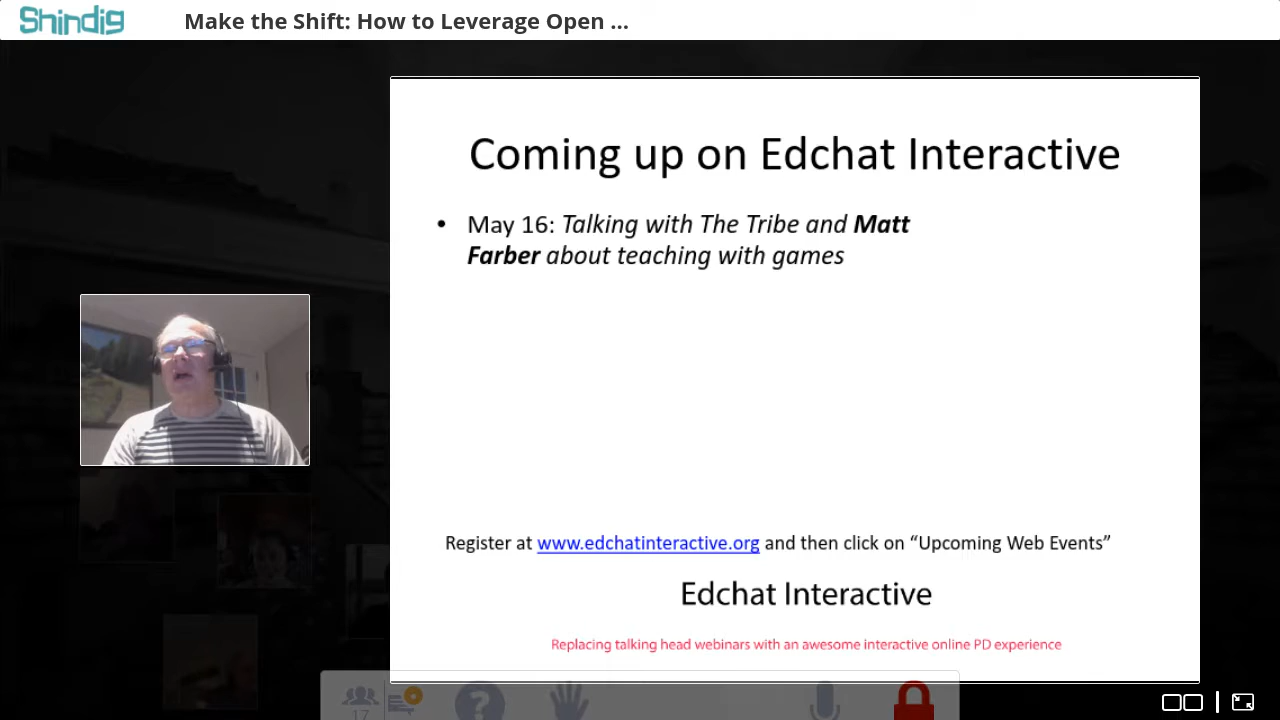 Shindig
Make the Shift: How to Leverage Open ...
Coming up on Edchat Interactive
• May 16: Talking with The Tribe and Matt
Farber about teaching with games
Register at www.edchatinteractive.org and then click on “Upcoming Web Events”
Edchat Interactive
Replacing talking head webinars with an awesome interactive online PD experience
17